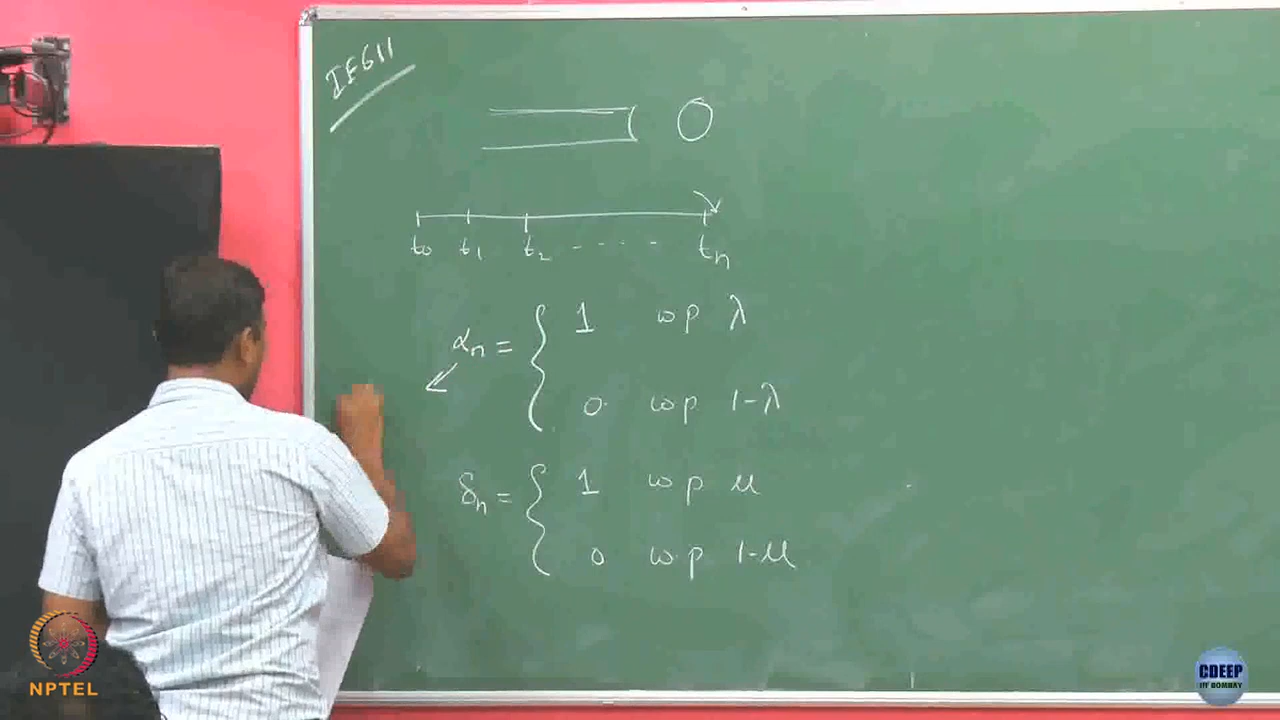 IE611
t₀ t₁ t₂ - - - - - tₙ
αₙ = { 1 w p λ
0 w p 1-λ
δₙ = { 1 w p μ
0 w.p 1-μ
NPTEL
CDEEP
IIT BOMBAY